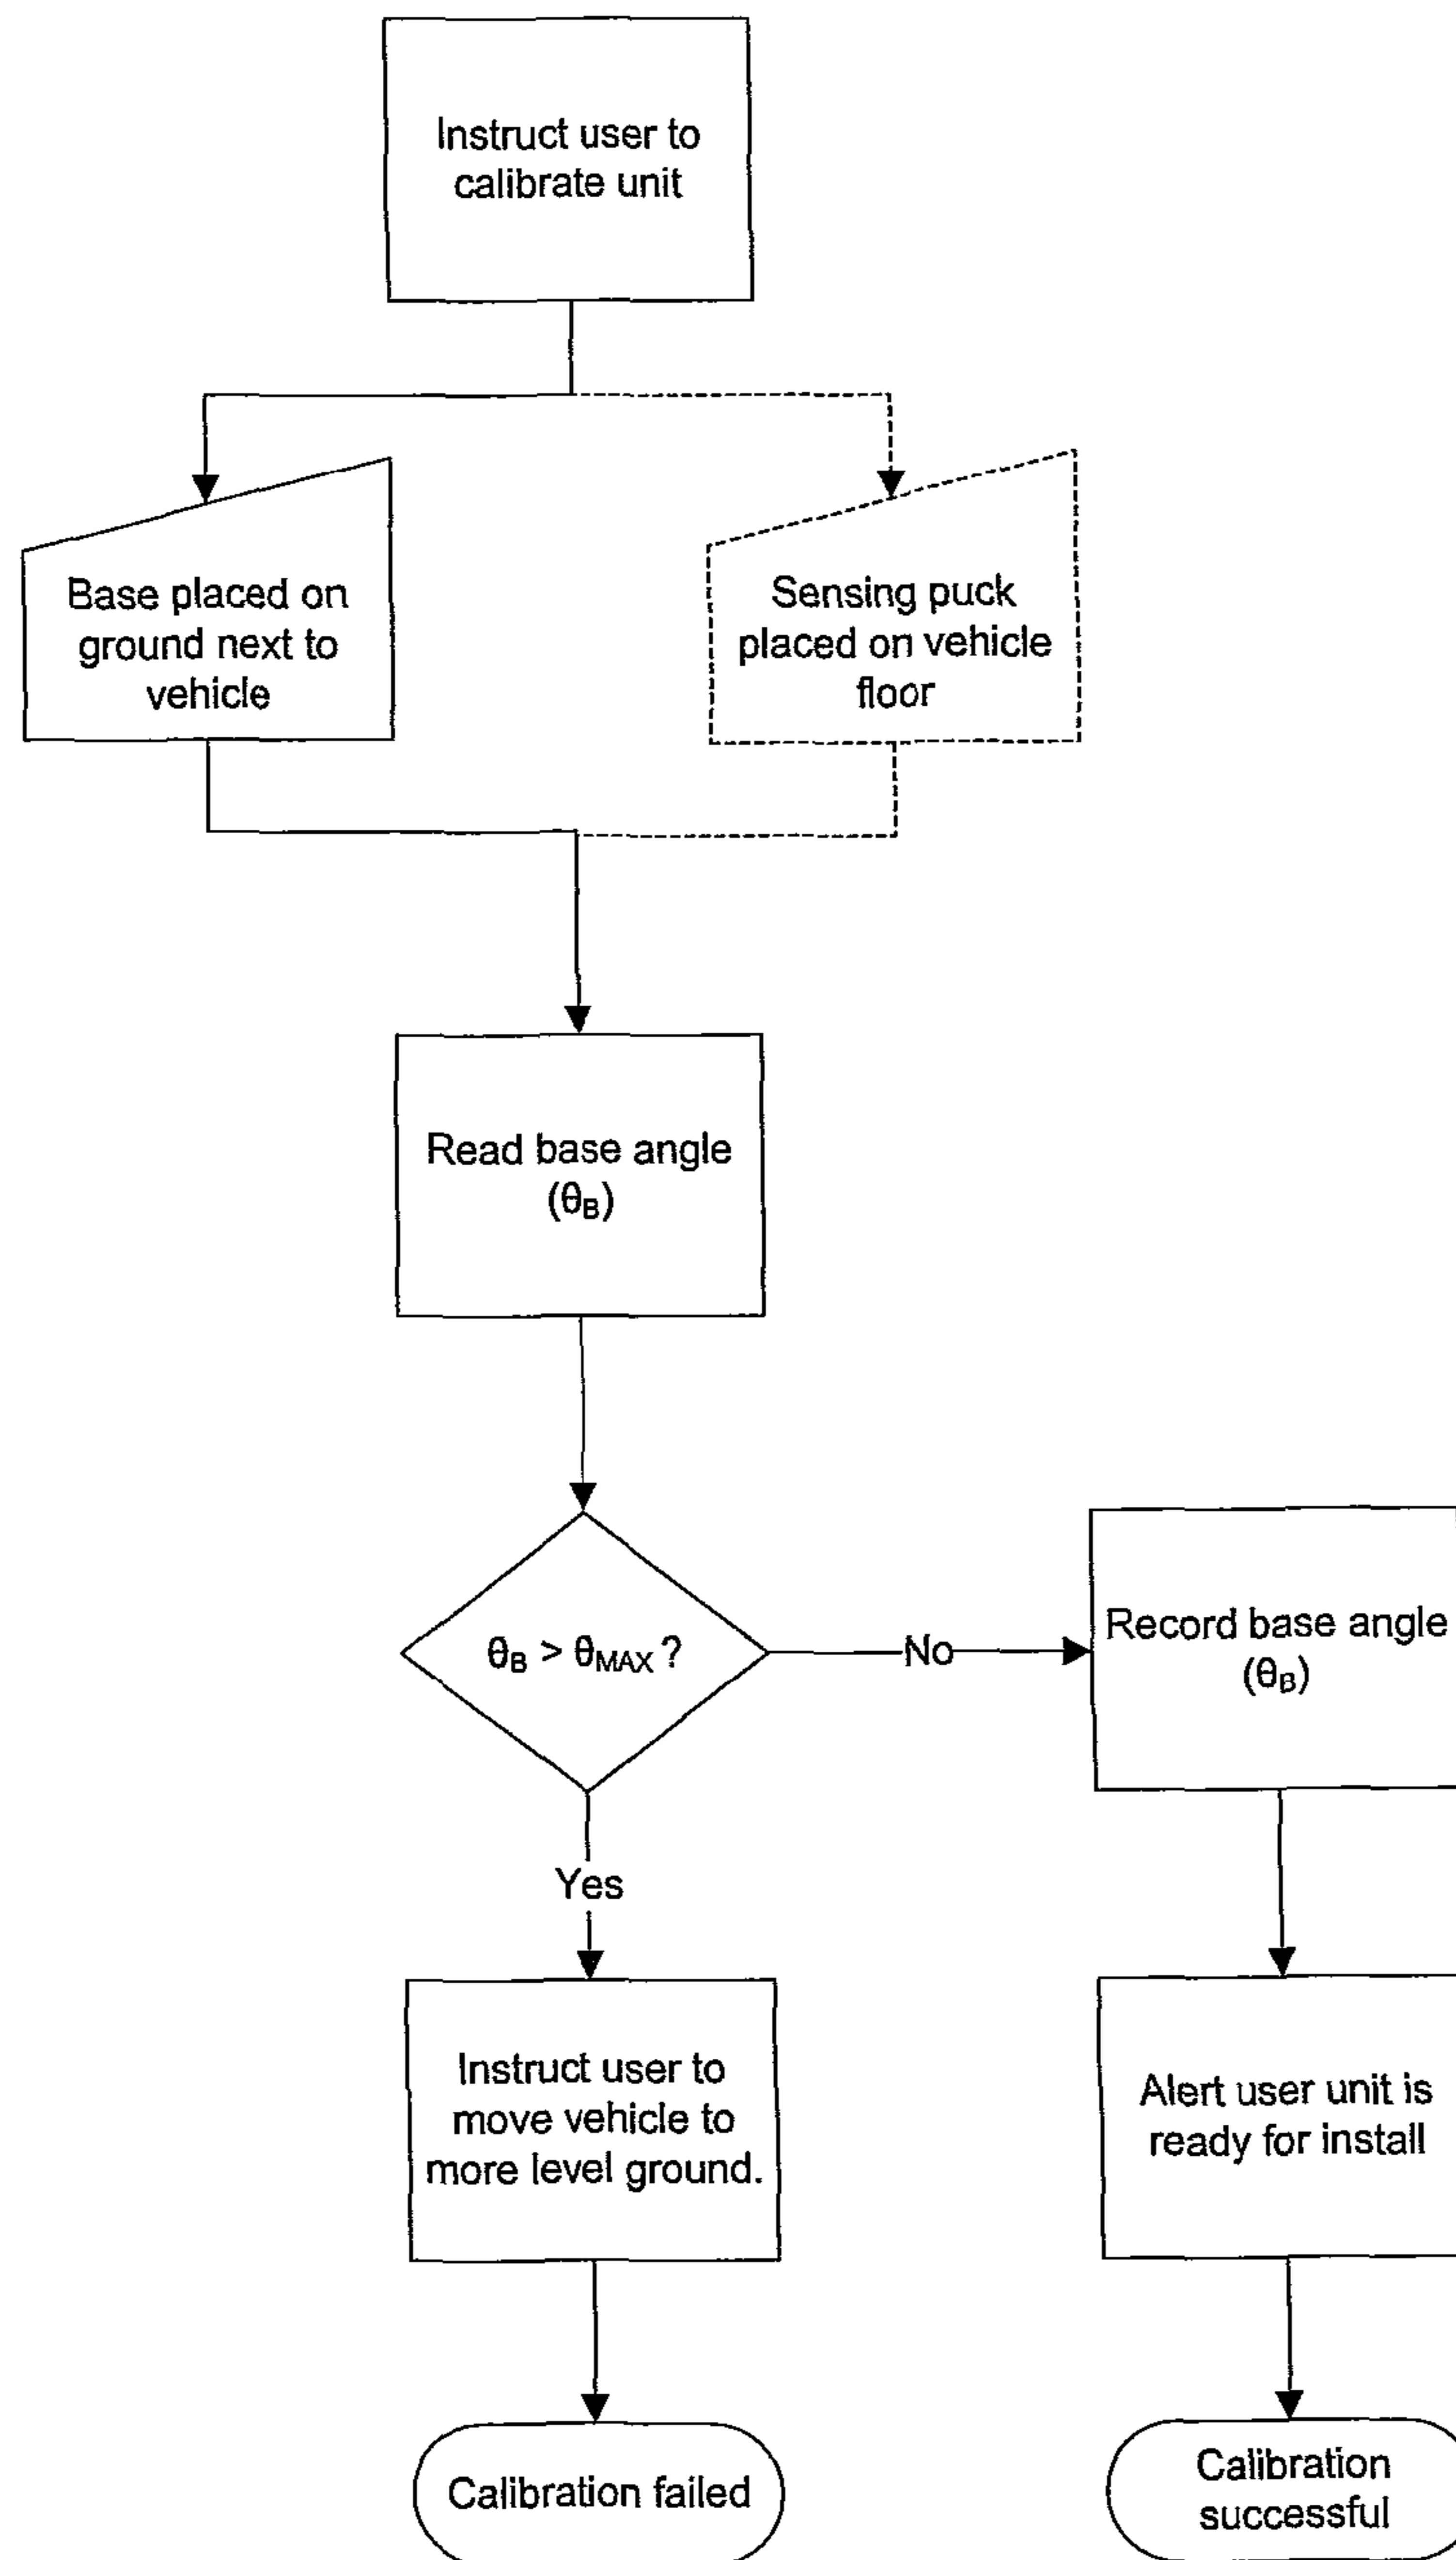 Instruct user to
calibrate unit
Base placed on
ground next to
vehicle
Sensing puck
placed on vehicle
floor
Read base angle
(θB)
θB > θMAX ?
No
Record base angle
(θB)
Yes
Instruct user to
move vehicle to
more level ground.
Alert user unit is
ready for install
Calibration failed
Calibration
successful